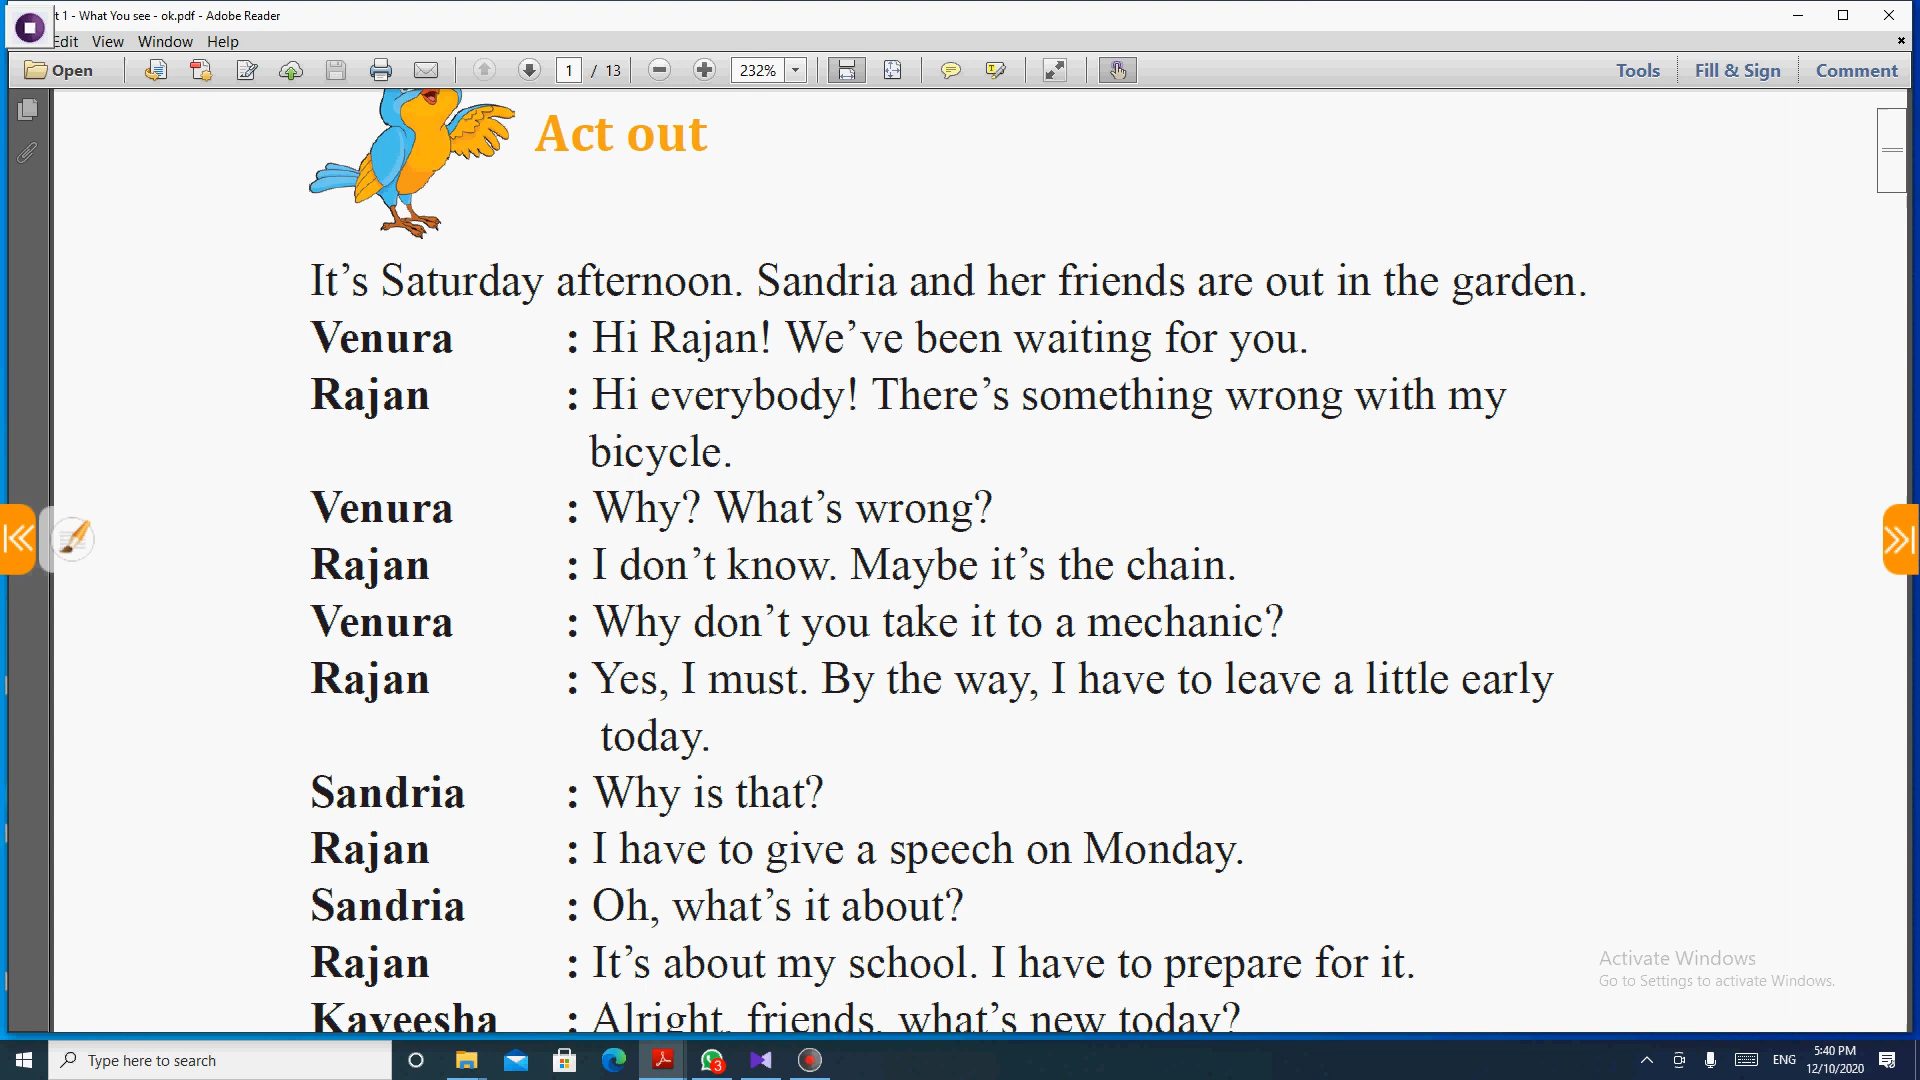 t 1 - What You see - ok.pdf - Adobe Reader
Edit View Window Help
Open 1 / 13 232% Tools Fill & Sign Comment
Act out
It’s Saturday afternoon. Sandria and her friends are out in the garden.
Venura : Hi Rajan! We’ve been waiting for you.
Rajan : Hi everybody! There’s something wrong with my
bicycle.
Venura : Why? What’s wrong?
Rajan : I don’t know. Maybe it’s the chain.
Venura : Why don’t you take it to a mechanic?
Rajan : Yes, I must. By the way, I have to leave a little early
today.
Sandria : Why is that?
Rajan : I have to give a speech on Monday.
Sandria : Oh, what’s it about?
Rajan : It’s about my school. I have to prepare for it.
Kaveesha : Alright, friends, what’s new today?
Activate Windows
Go to Settings to activate Windows.
Type here to search
3
ENG
5:40 PM
12/10/2020